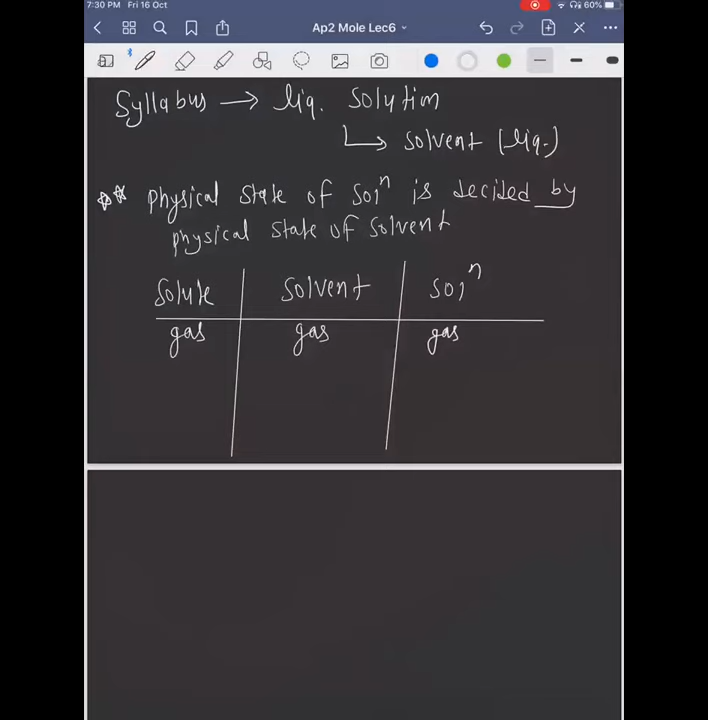 7:30 PM Fri 16 Oct
60%
Ap2 Mole Lec6
Syllabus → liq. solution
↳ solvent (liq.)
** physical state of solⁿ is decided by
physical state of solvent
solute solvent solⁿ
gas gas gas